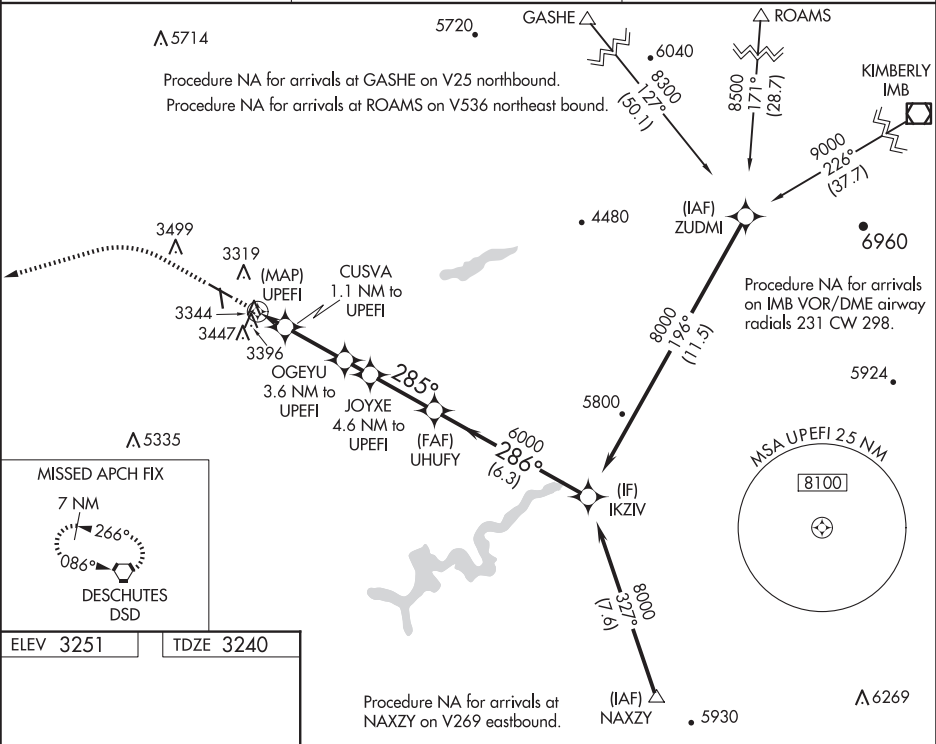 GASHE
ROAMS
5720
5714
6040
KIMBERLY
IMB
Procedure NA for arrivals at GASHE on V25 northbound.
Procedure NA for arrivals at ROAMS on V536 northeast bound.
8300
127°
(50.1)
8500
171°
(28.7)
9000
226°
(37.7)
(IAF)
ZUDMI
4480
6960
3499
3319
(MAP)
UPEFI
CUSVA
1.1 NM to
UPEFI
3344
3447
3396
Procedure NA for arrivals
on IMB VOR/DME airway
radials 231 CW 298.
8000
196°
(11.5)
OGEYU
3.6 NM to
UPEFI
JOYXE
4.6 NM to
UPEFI
285°
(FAF)
UHUFY
6000
286°
(6.3)
5800
5924
5335
(IF)
IKZIV
MSA UPEFI 25 NM
8100
MISSED APCH FIX
7 NM
266°
086°
DESCHUTES
DSD
8000
327°
(7.6)
ELEV 3251
TDZE 3240
Procedure NA for arrivals at
NAXZY on V269 eastbound.
(IAF)
NAXZY
5930
6269